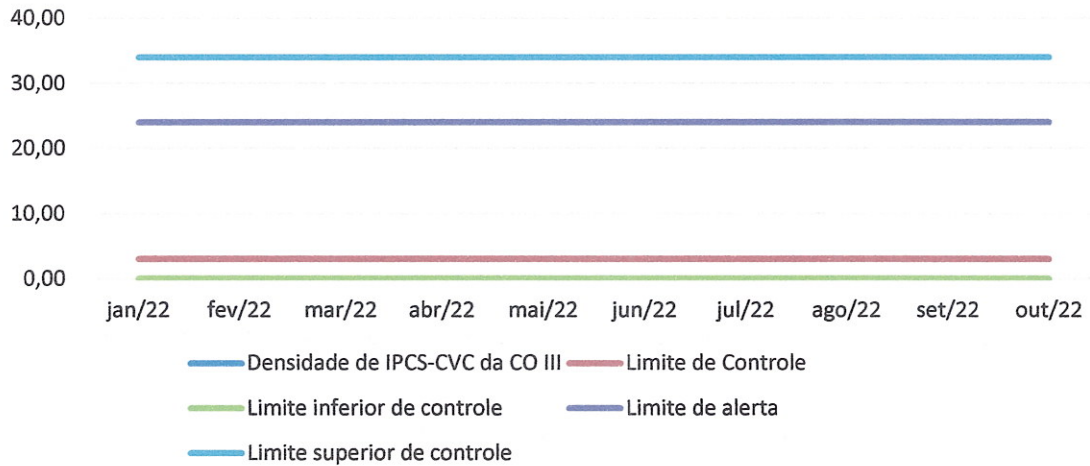 40,00
30,00
20,00
10,00
0,00
jan/22 fev/22 mar/22 abr/22 mai/22 jun/22 jul/22 ago/22 set/22 out/22
Densidade de IPCS-CVC da CO III Limite de Controle
Limite inferior de controle Limite de alerta
Limite superior de controle